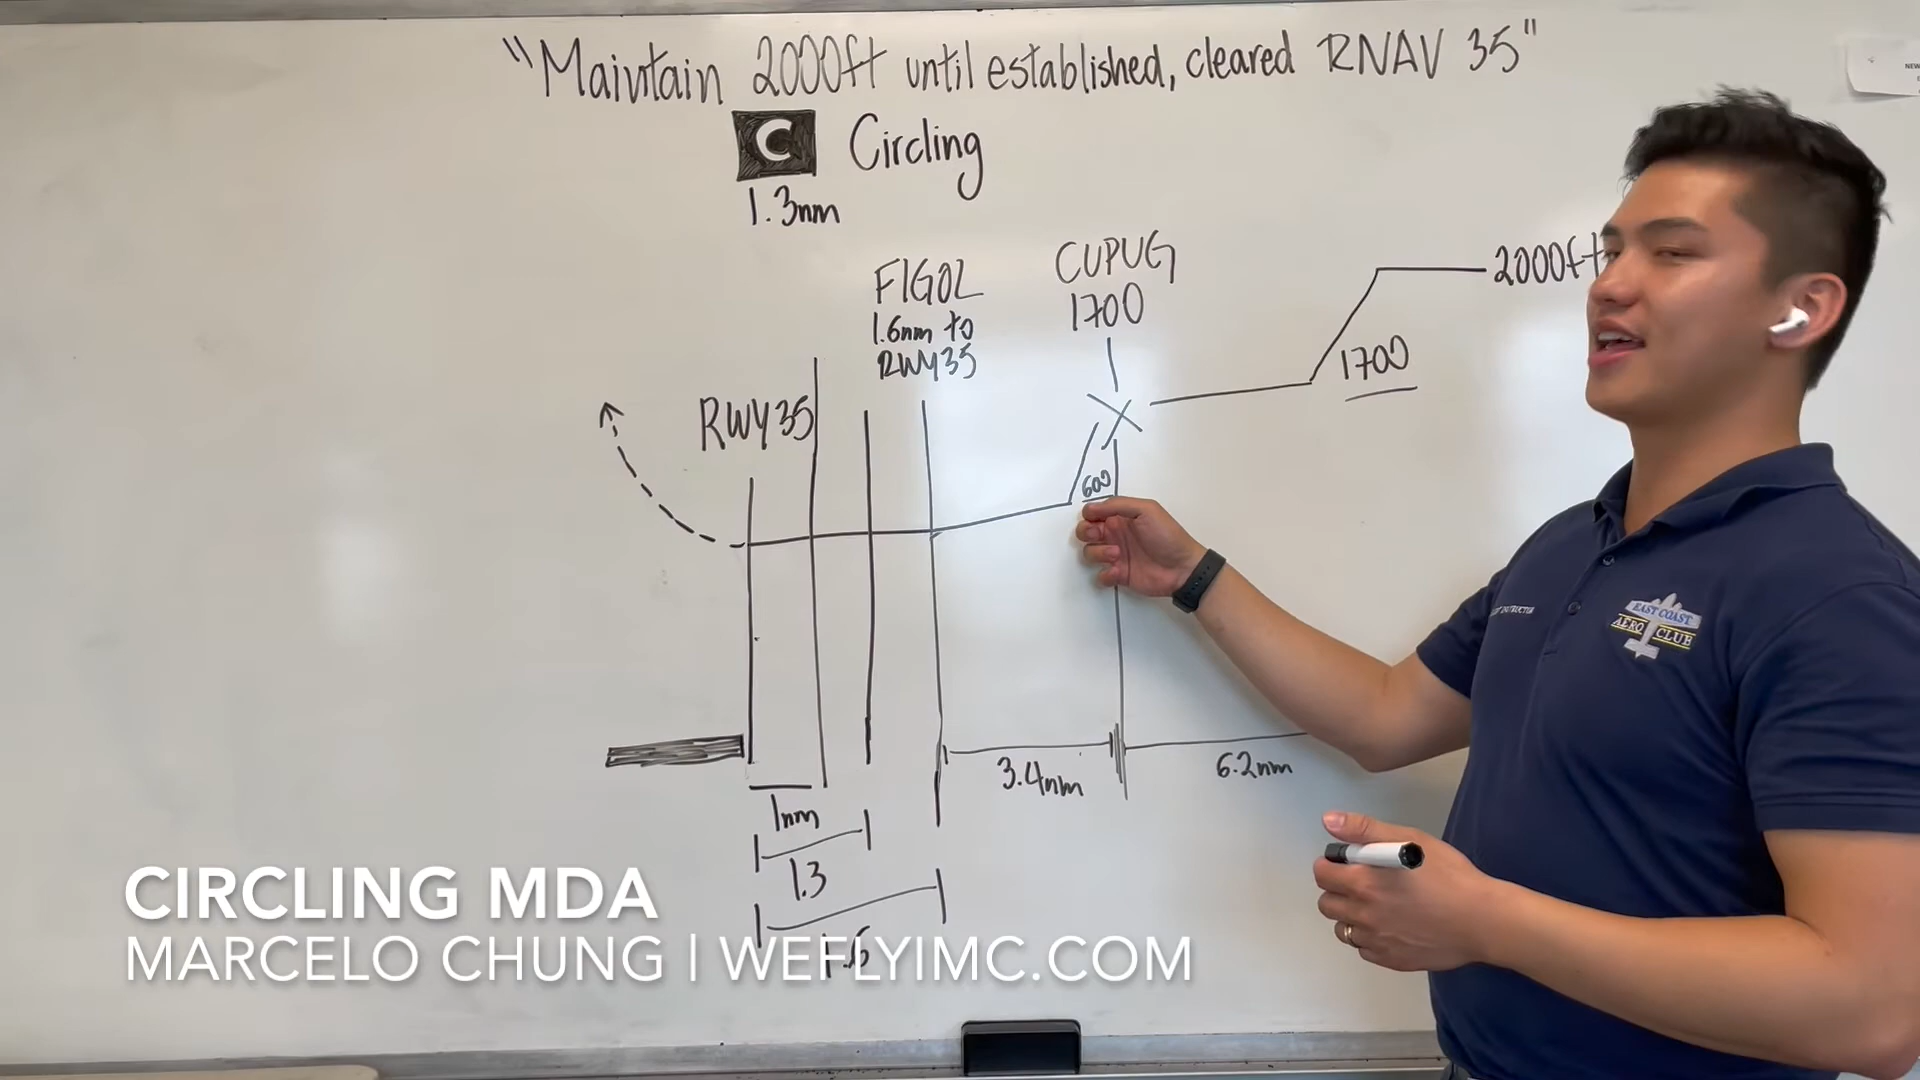 "Maintain 2000ft until established, cleared RNAV 35"
C Circling
1.3nm
FIGOL
1.6nm to
RWY35
CUPUG
1700
2000ft
1700
RWY35
600
EAST COAST
AERO CLUB
3.4nm
6.2nm
1nm
1.3
1.6
CIRCLING MDA
MARCELO CHUNG | WEFLYIMC.COM